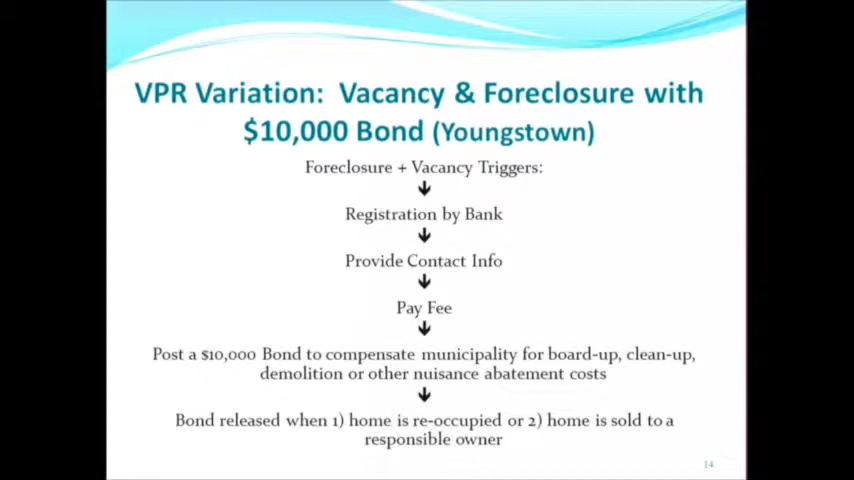 VPR Variation: Vacancy & Foreclosure with
$10,000 Bond (Youngstown)
Foreclosure + Vacancy Triggers:
Registration by Bank
Provide Contact Info
Pay Fee
Post a $10,000 Bond to compensate municipality for board-up, clean-up,
demolition or other nuisance abatement costs
Bond released when 1) home is re-occupied or 2) home is sold to a
responsible owner
14